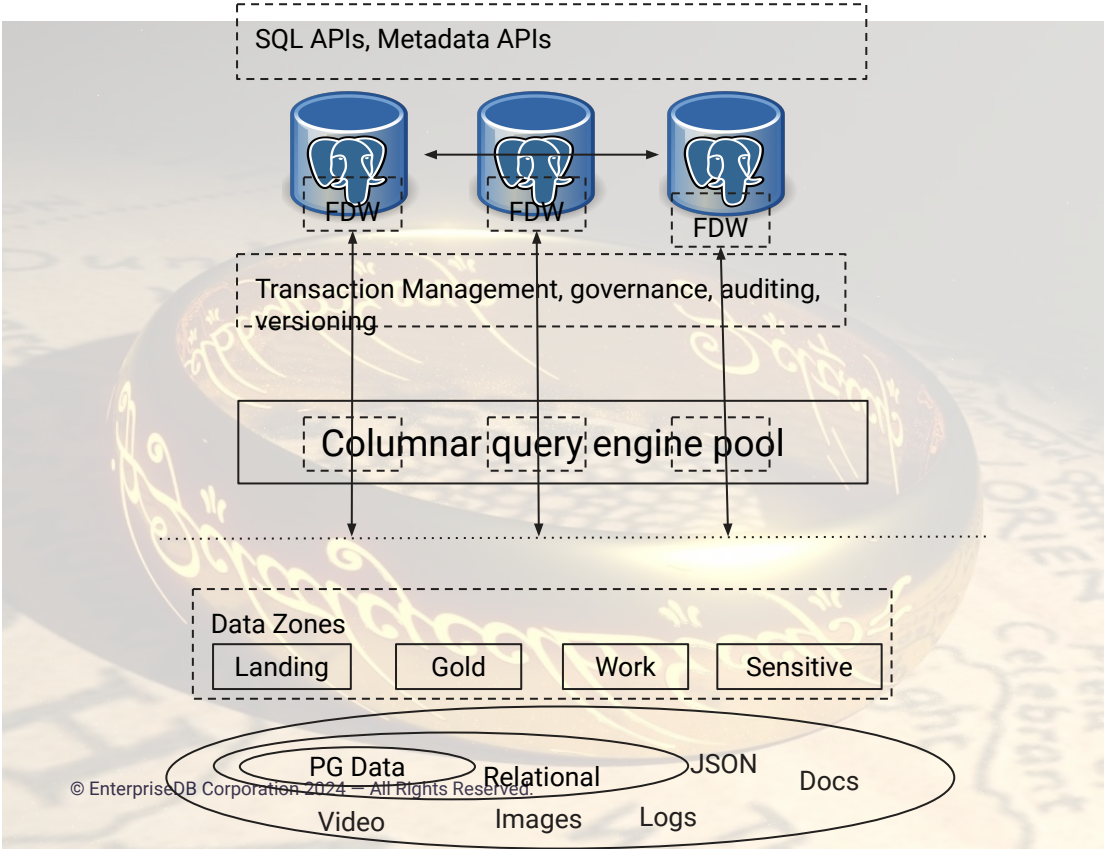 SQL APIs, Metadata APIs
FDW
FDW
FDW
Transaction Management, governance, auditing,
versioning
Columnar query engine pool
Data Zones
Landing
Gold
Work
Sensitive
PG Data
Relational
JSON
Docs
© EnterpriseDB Corporation 2024 — All Rights Reserved.
Video
Images
Logs